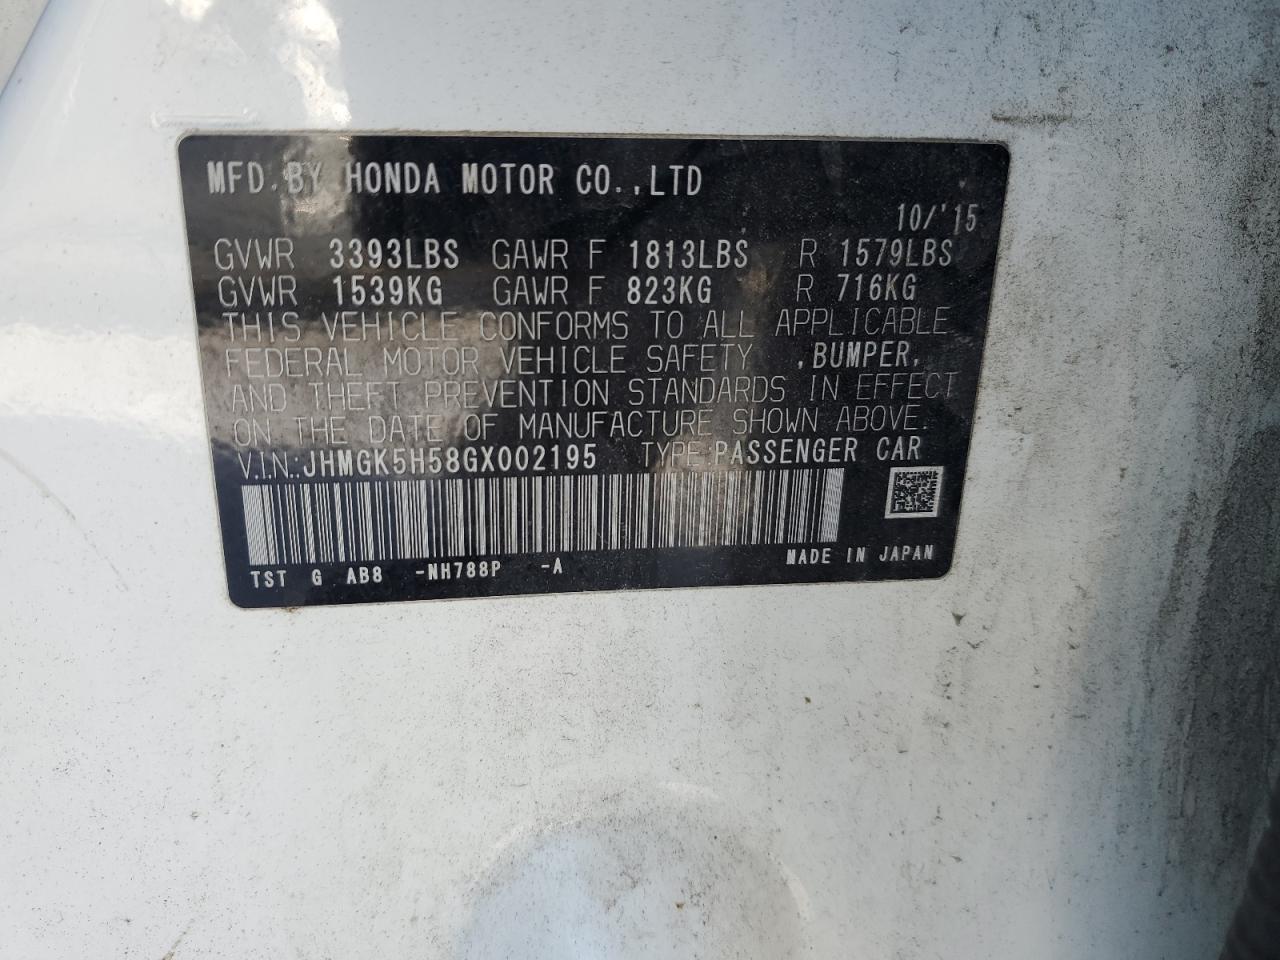 MFD. BY HONDA MOTOR CO., LTD
10/'15
GVWR 3393LBS GAWR F 1813LBS R 1579LBS
GVWR 1539KG GAWR F 823KG R 716KG
THIS VEHICLE CONFORMS TO ALL APPLICABLE
FEDERAL MOTOR VEHICLE SAFETY ,BUMPER,
AND THEFT PREVENTION STANDARDS IN EFFECT
ON THE DATE OF MANUFACTURE SHOWN ABOVE.
V.I.N.:JHMGK5H58GX002195 TYPE:PASSENGER CAR
MADE IN JAPAN
TST G AB8 -NH788P -A